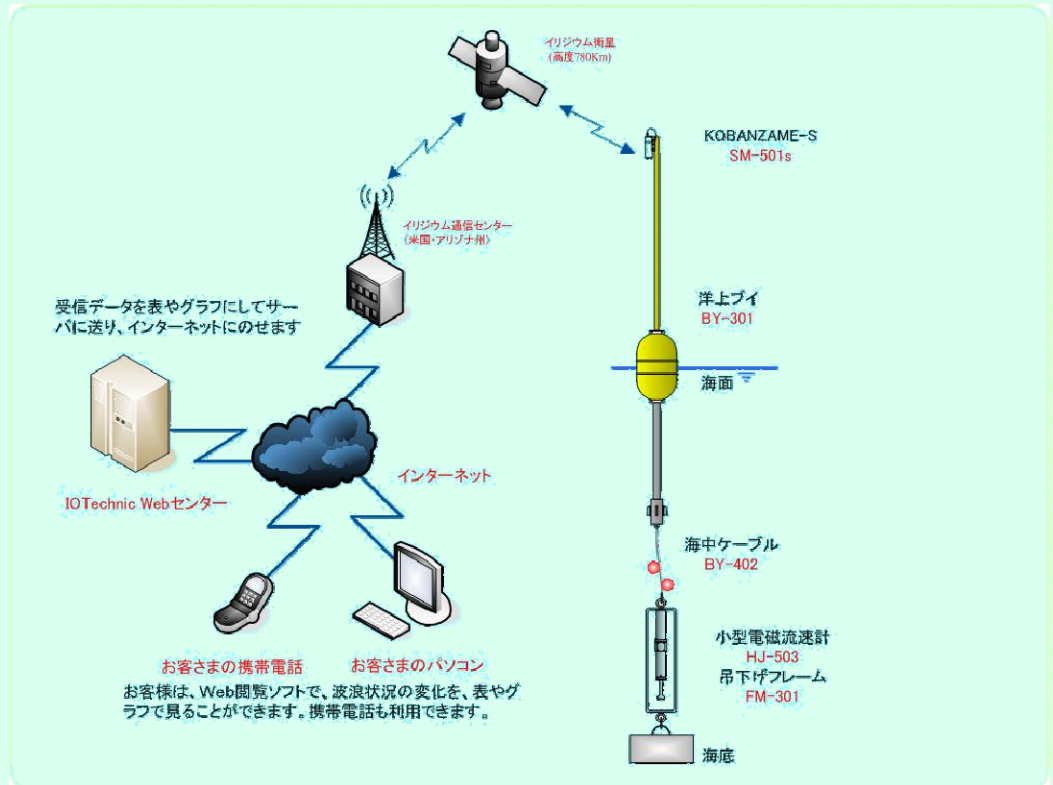 イリジウム衛星
(高度780Km)
KOBANZAME-S
SM-501s
イリジウム通信センター
(米国・アリゾナ州)
洋上ブイ
BY-301
受信データを表やグラフにしてサー
バに送り、インターネットにのせます
海面
インターネット
IOTechnic Webセンター
海中ケーブル
BY-402
小型電磁流速計
HJ-503
吊下げフレーム
FM-301
お客さまの携帯電話
お客さまのパソコン
お客様は、Web閲覧ソフトで、波浪状況の変化を、表やグ
ラフで見ることができます。携帯電話も利用できます。
海底